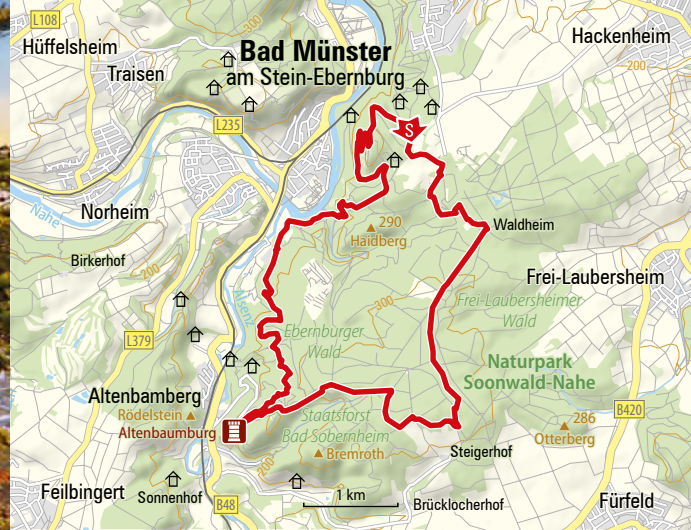 L108
Hüffelsheim
Traisen
Bad Münster
am Stein-Ebernburg
Hackenheim
200
L235
S
Nahe
Norheim
290
Haidberg
Waldheim
Birkerhof
200
Frei-Laubersheim
Alsenz
300
Frei-Laubersheimer
Wald
L379
Ebernburger
Wald
Naturpark
Soonwald-Nahe
Altenbamberg
Rödelstein
Altenbaumburg
Staatsforst
Bad Sobernheim
B420
286
Otterberg
200
Bremroth
Steigerhof
Feilbingert
Sonnenhof
B48
1 km
Brücklocherhof
Fürfeld